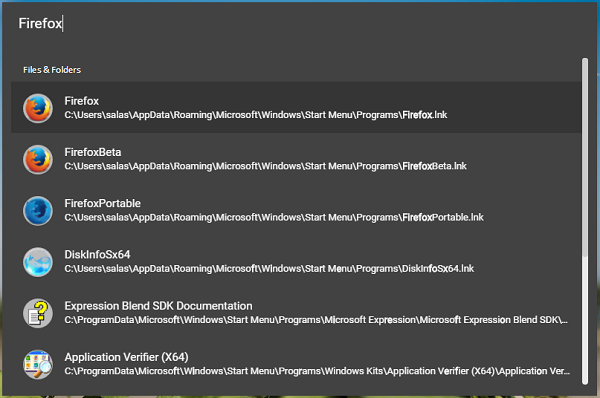 Firefox
Files & Folders
Firefox
C:\Users\salas\AppData\Roaming\Microsoft\Windows\Start Menu\Programs\Firefox.lnk
FirefoxBeta
C:\Users\salas\AppData\Roaming\Microsoft\Windows\Start Menu\Programs\FirefoxBeta.lnk
FirefoxPortable
C:\Users\salas\AppData\Roaming\Microsoft\Windows\Start Menu\Programs\FirefoxPortable.lnk
DiskInfoSx64
C:\Users\salas\AppData\Roaming\Microsoft\Windows\Start Menu\Programs\DiskInfoSx64.lnk
Expression Blend SDK Documentation
C:\ProgramData\Microsoft\Windows\Start Menu\Programs\Microsoft Expression\Microsoft Expression Blend SDK\...
Application Verifier (X64)
C:\ProgramData\Microsoft\Windows\Start Menu\Programs\Windows Kits\Application Verifier (X64)\Application Ver...